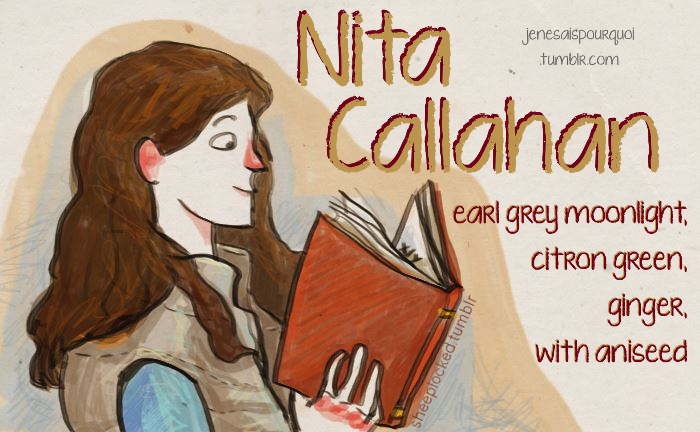 Nita
Callahan
jenesaispourquoi
.tumblr.com
earl grey moonlight,
citron green,
ginger,
with aniseed
sheeplocked.tumblr